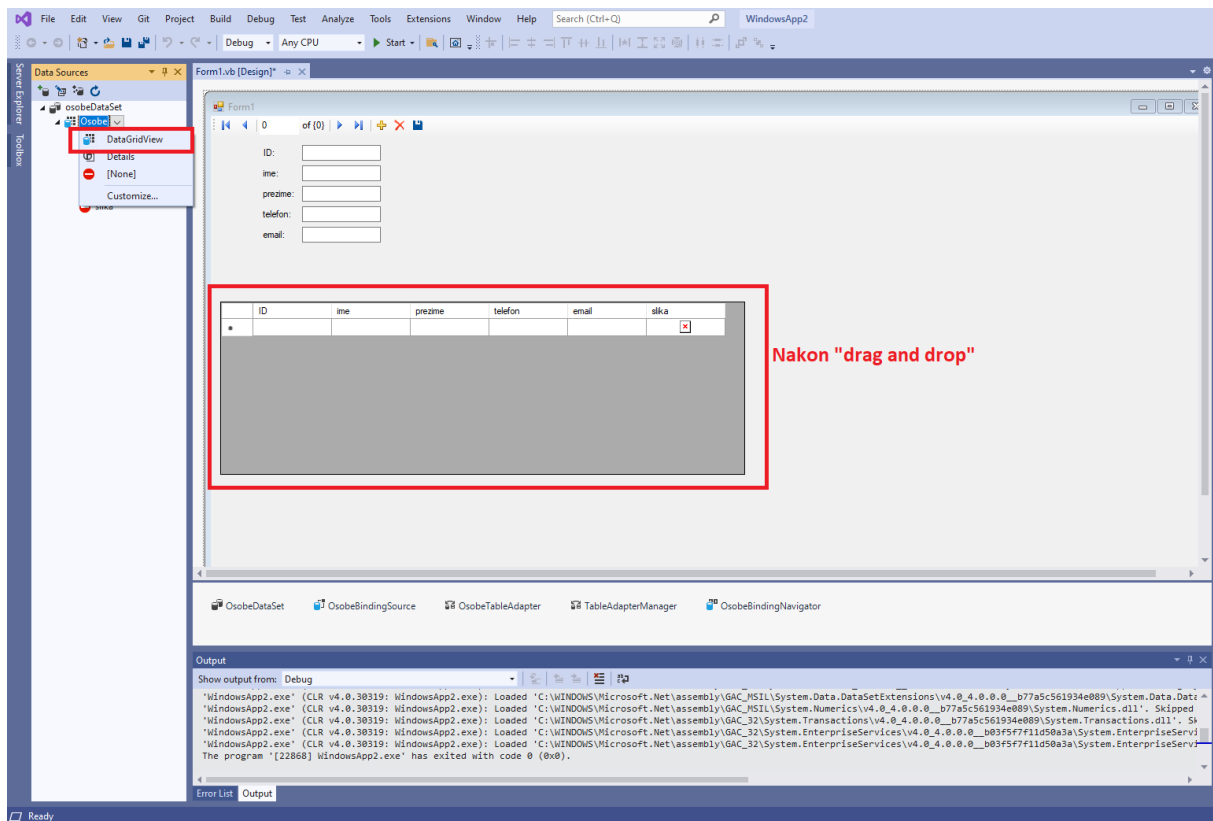 File Edit View Git Project Build Debug Test Analyze Tools Extensions Window Help Search (Ctrl+Q) WindowsApp2
Debug Any CPU Start
Server Explorer
Toolbox
Data Sources
osobeDataSet
Osobe
DataGridView
Details
[None]
Customize...
slika
Form1.vb [Design]*
Form1
0 of {0}
ID:
ime:
prezime:
telefon:
email:
ID ime prezime telefon email slika
Nakon "drag and drop"
OsobeDataSet OsobeBindingSource OsobeTableAdapter TableAdapterManager OsobeBindingNavigator
Output
Show output from: Debug
'WindowsApp2.exe' (CLR v4.0.30319: WindowsApp2.exe): Loaded 'C:\WINDOWS\Microsoft.Net\assembly\GAC_MSIL\System.Data.DataSetExtensions\v4.0_4.0.0.0__b77a5c561934e089\System.Data.Data
'WindowsApp2.exe' (CLR v4.0.30319: WindowsApp2.exe): Loaded 'C:\WINDOWS\Microsoft.Net\assembly\GAC_MSIL\System.Numerics\v4.0_4.0.0.0__b77a5c561934e089\System.Numerics.dll'. Skipped
'WindowsApp2.exe' (CLR v4.0.30319: WindowsApp2.exe): Loaded 'C:\WINDOWS\Microsoft.Net\assembly\GAC_32\System.Transactions\v4.0_4.0.0.0__b77a5c561934e089\System.Transactions.dll'. Sk
'WindowsApp2.exe' (CLR v4.0.30319: WindowsApp2.exe): Loaded 'C:\WINDOWS\Microsoft.Net\assembly\GAC_32\System.EnterpriseServices\v4.0_4.0.0.0__b03f5f7f11d50a3a\System.EnterpriseServi
'WindowsApp2.exe' (CLR v4.0.30319: WindowsApp2.exe): Loaded 'C:\WINDOWS\Microsoft.Net\assembly\GAC_32\System.EnterpriseServices\v4.0_4.0.0.0__b03f5f7f11d50a3a\System.EnterpriseServi
The program '[22868] WindowsApp2.exe' has exited with code 0 (0x0).
Error List Output
Ready